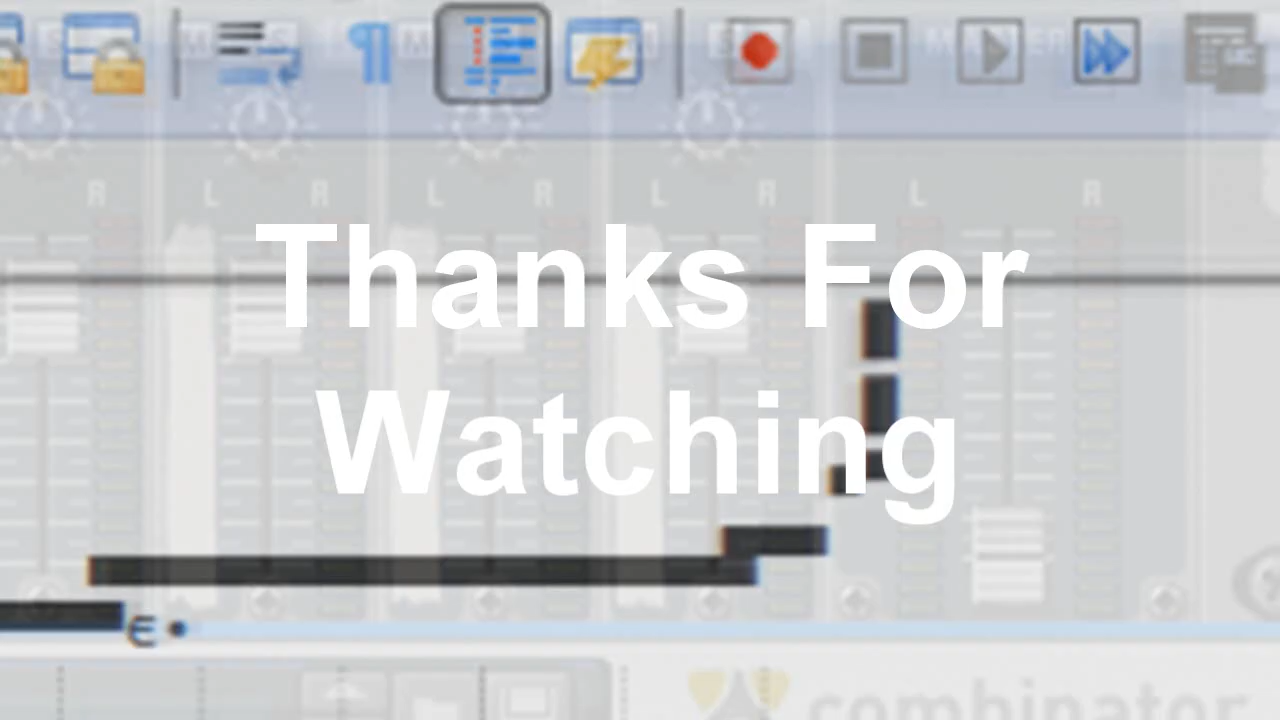 R L R L R L R L R
Thanks For
Watching
€
combinator